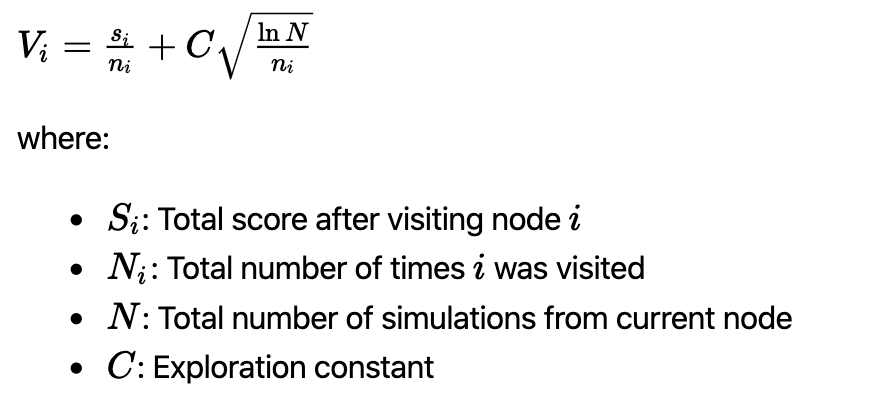 $V_i = \frac{s_i}{n_i} + C\sqrt{\frac{\ln N}{n_i}}$
where:
• $S_i$: Total score after visiting node $i$
• $N_i$: Total number of times $i$ was visited
• $N$: Total number of simulations from current node
• $C$: Exploration constant